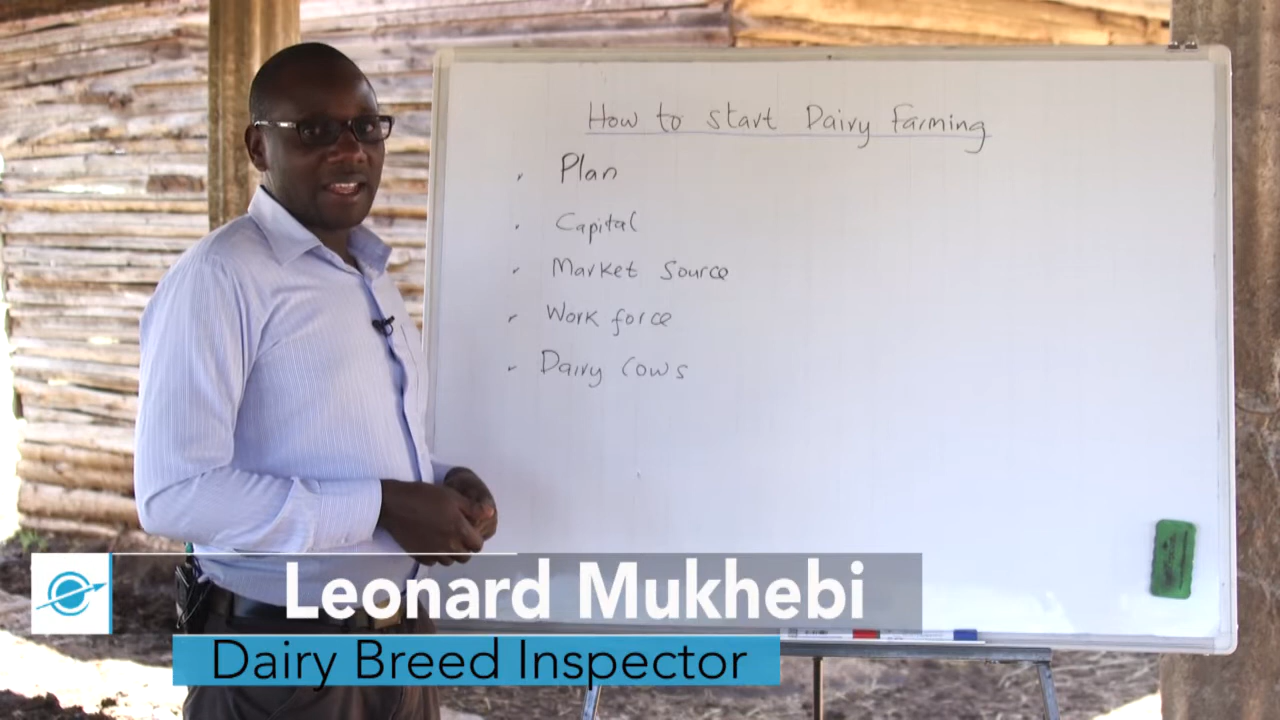 How to start Dairy Farming
Plan
Capital
Market Source
Work force
Dairy Cows
Leonard Mukhebi
Dairy Breed Inspector